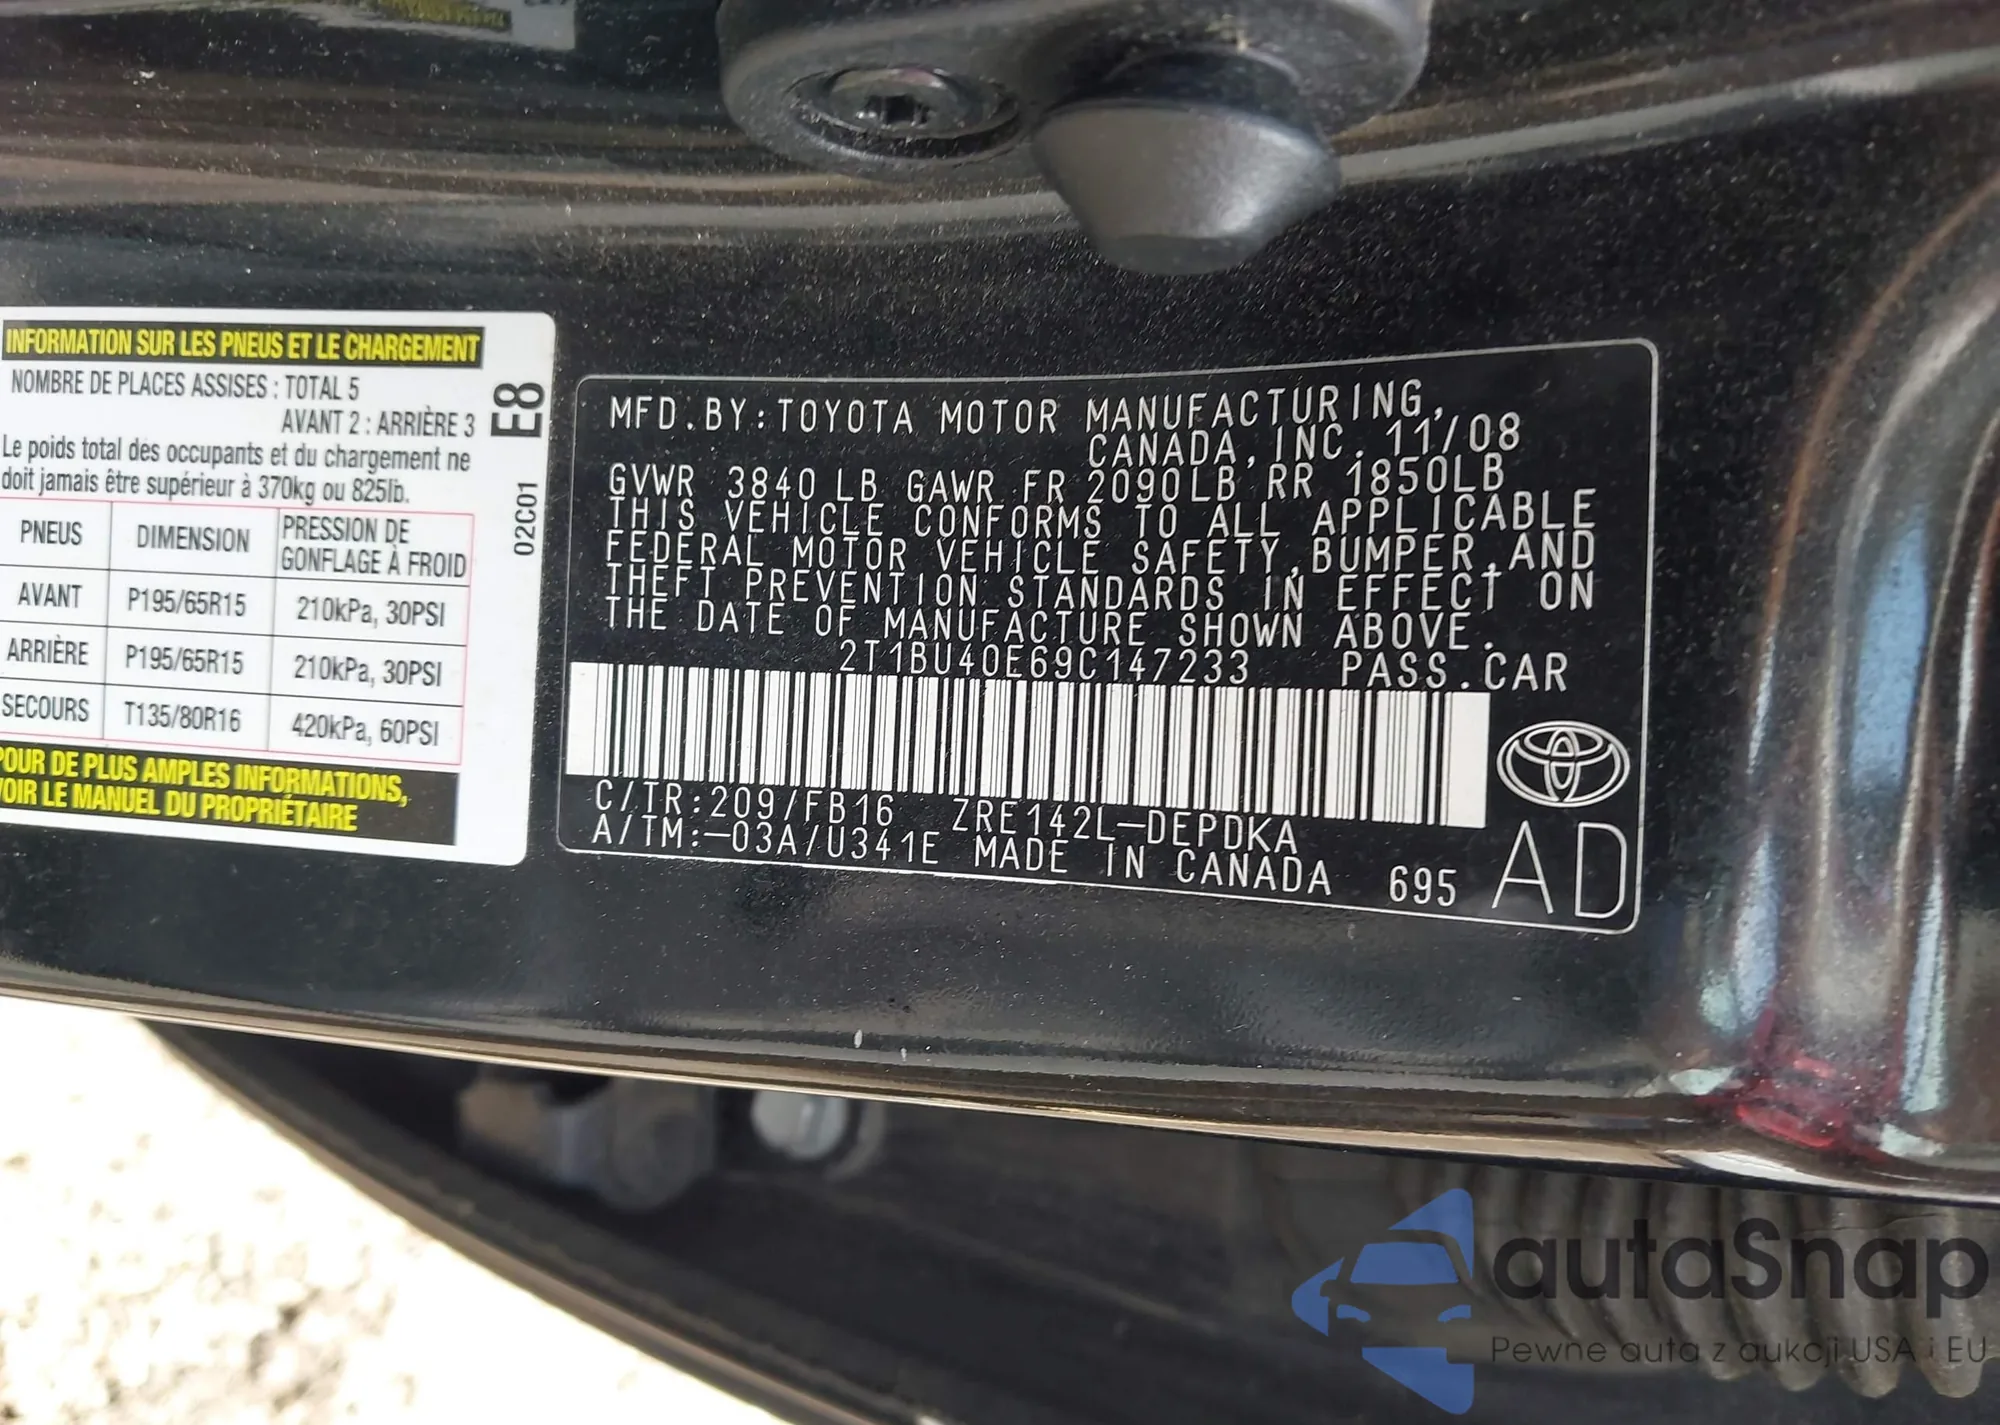 INFORMATION SUR LES PNEUS ET LE CHARGEMENT
NOMBRE DE PLACES ASSISES : TOTAL 5
AVANT 2 : ARRIÈRE 3
Le poids total des occupants et du chargement ne
doit jamais être supérieur à 370kg ou 825lb.
PNEUS DIMENSION PRESSION DE GONFLAGE À FROID
AVANT P195/65R15 210kPa, 30PSI
ARRIÈRE P195/65R15 210kPa, 30PSI
SECOURS T135/80R16 420kPa, 60PSI
POUR DE PLUS AMPLES INFORMATIONS,
VOIR LE MANUEL DU PROPRIÉTAIRE
E8
02C01
MFD.BY:TOYOTA MOTOR MANUFACTURING,
CANADA,INC. 11/08
GVWR 3840LB GAWR FR 2090LB RR 1850LB
THIS VEHICLE CONFORMS TO ALL APPLICABLE
FEDERAL MOTOR VEHICLE SAFETY,BUMPER,AND
THEFT PREVENTION STANDARDS IN EFFECT ON
THE DATE OF MANUFACTURE SHOWN ABOVE.
2T1BU40E69C147233 PASS.CAR
C/TR:209/FB16 ZRE142L-DEPDKA
A/TM:-03A/U341E MADE IN CANADA 695
AD
autaSnap
Pewne auta z aukcji USA i EU